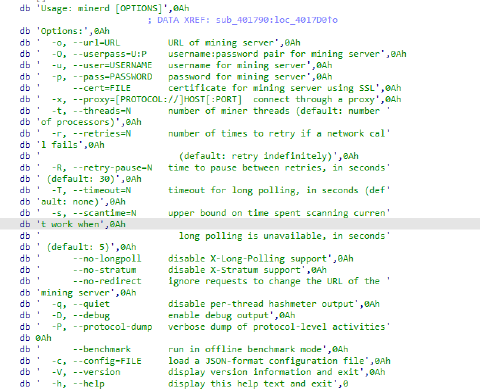 db 'Usage: minerd [OPTIONS]',0Ah
; DATA XREF: sub_401790:loc_4017D0↑o
db 'Options:',0Ah
db '  -o, --url=URL         URL of mining server',0Ah
db '  -O, --userpass=U:P    username:password pair for mining server',0Ah
db '  -u, --user=USERNAME   username for mining server',0Ah
db '  -p, --pass=PASSWORD   password for mining server',0Ah
db '      --cert=FILE       certificate for mining server using SSL',0Ah
db '  -x, --proxy=[PROTOCOL://]HOST[:PORT]  connect through a proxy',0Ah
db '  -t, --threads=N       number of miner threads (default: number '
db 'of processors)',0Ah
db '  -r, --retries=N       number of times to retry if a network cal'
db 'l fails',0Ah
db '                          (default: retry indefinitely)',0Ah
db '  -R, --retry-pause=N   time to pause between retries, in seconds'
db ' (default: 30)',0Ah
db '  -T, --timeout=N       timeout for long polling, in seconds (def'
db 'ault: none)',0Ah
db '  -s, --scantime=N      upper bound on time spent scanning curren'
db 't work when',0Ah
db '                          long polling is unavailable, in seconds'
db ' (default: 5)',0Ah
db '      --no-longpoll     disable X-Long-Polling support',0Ah
db '      --no-stratum      disable X-Stratum support',0Ah
db '      --no-redirect     ignore requests to change the URL of the '
db 'mining server',0Ah
db '  -q, --quiet           disable per-thread hashmeter output',0Ah
db '  -D, --debug           enable debug output',0Ah
db '  -P, --protocol-dump   verbose dump of protocol-level activities'
db 0Ah
db '      --benchmark       run in offline benchmark mode',0Ah
db '  -c, --config=FILE     load a JSON-format configuration file',0Ah
db '  -V, --version         display version information and exit',0Ah
db '  -h, --help            display this help text and exit',0